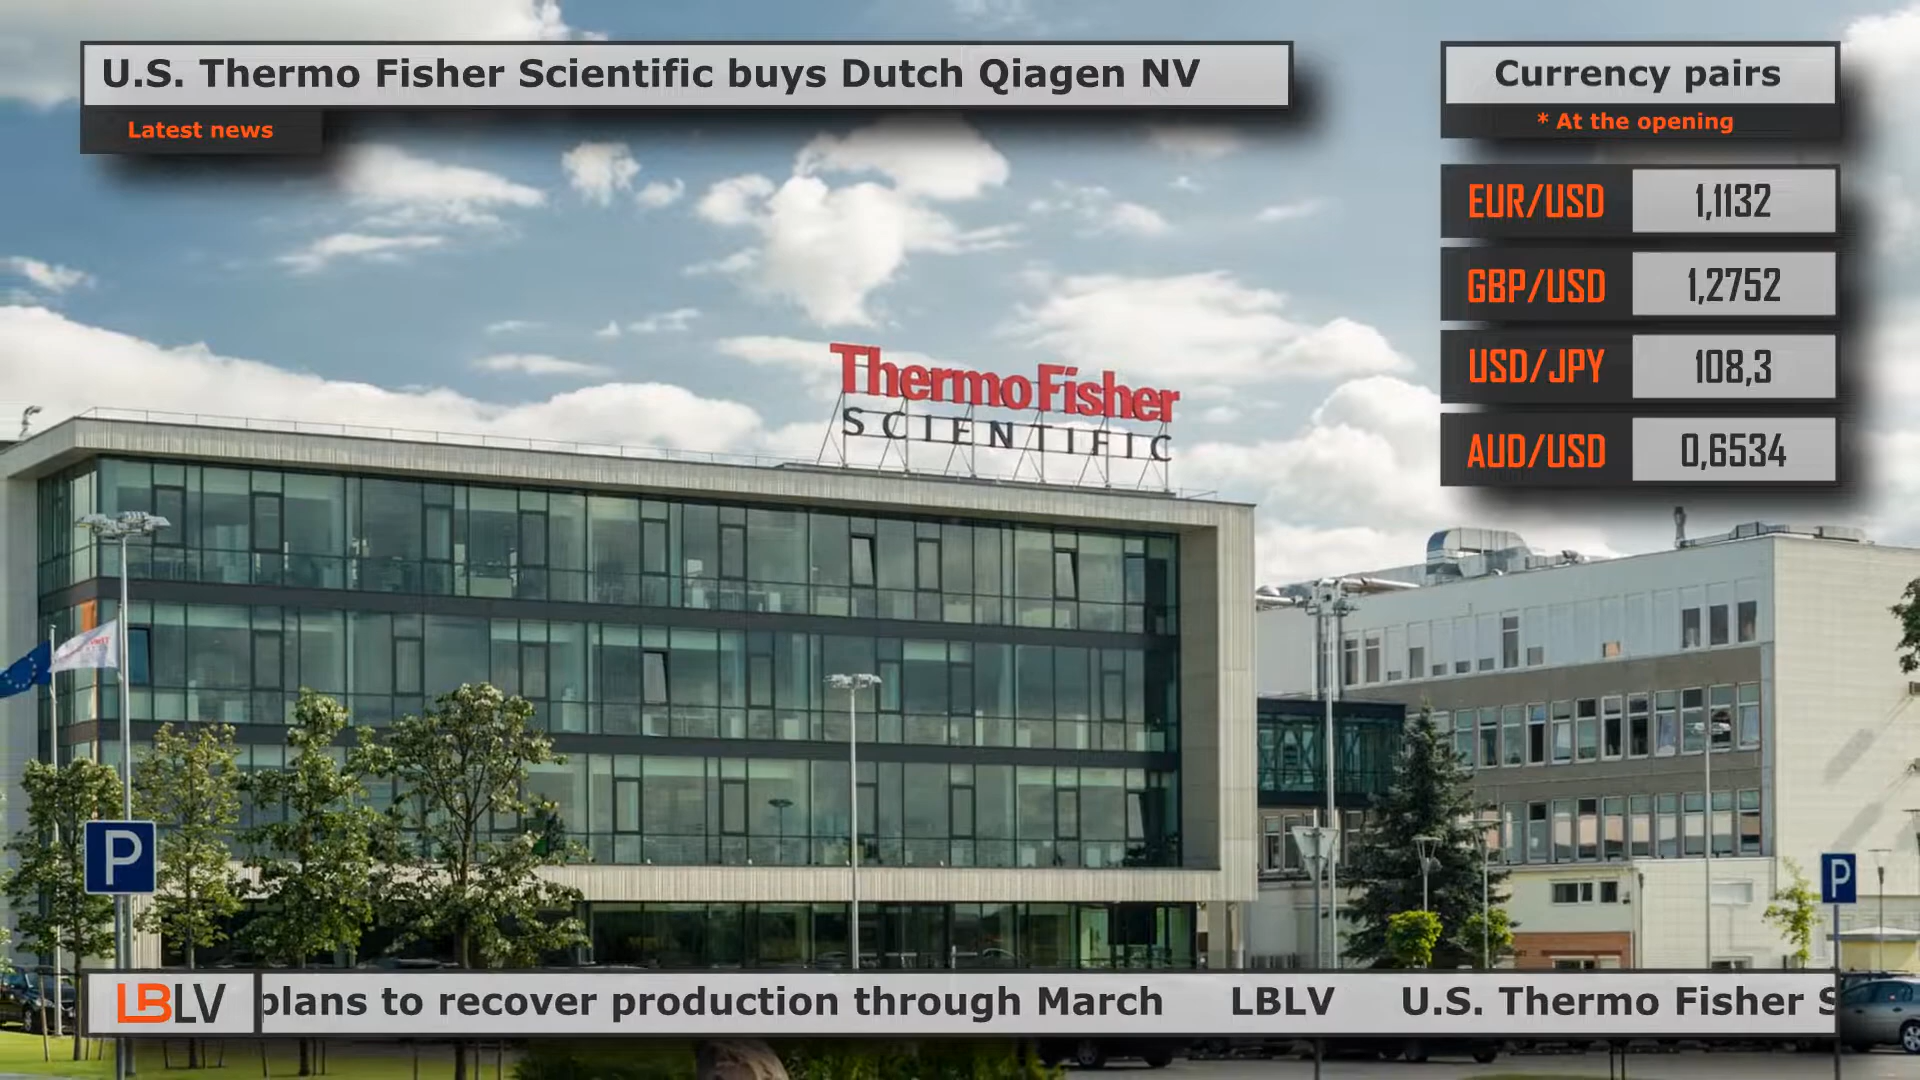 U.S. Thermo Fisher Scientific buys Dutch Qiagen NV
Latest news
Currency pairs
* At the opening
EUR/USD 1,1132
GBP/USD 1,2752
USD/JPY 108,3
AUD/USD 0,6534
ThermoFisher
SCIENTIFIC
P
P
LBLV plans to recover production through March LBLV U.S. Thermo Fisher